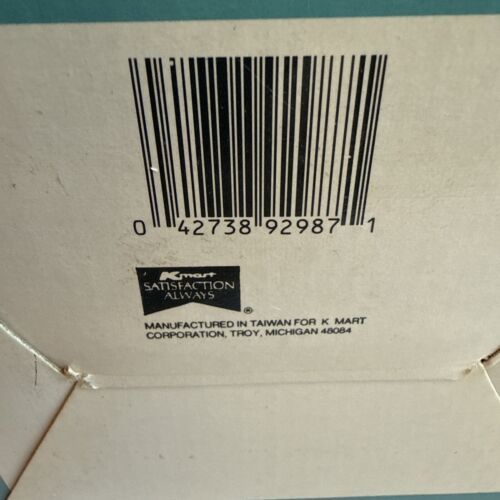 0 42738 92987 1
Kmart
SATISFACTION
ALWAYS
®
MANUFACTURED IN TAIWAN FOR K MART
CORPORATION, TROY, MICHIGAN 48084